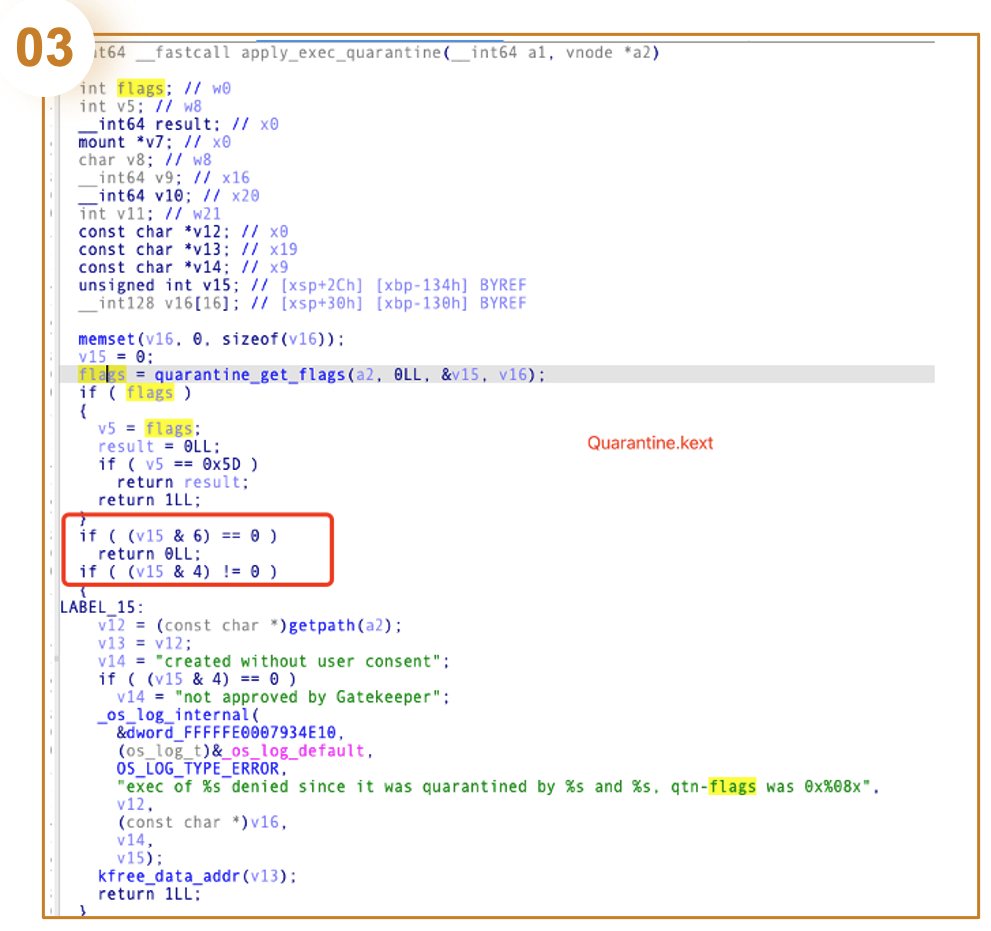 03
nt64 __fastcall apply_exec_quarantine(__int64 a1, vnode *a2)
int flags; // w0
int v5; // w8
__int64 result; // x0
mount *v7; // x0
char v8; // w8
__int64 v9; // x16
__int64 v10; // x20
int v11; // w21
const char *v12; // x0
const char *v13; // x19
const char *v14; // x9
unsigned int v15; // [xsp+2Ch] [xbp-134h] BYREF
__int128 v16[16]; // [xsp+30h] [xbp-130h] BYREF
memset(v16, 0, sizeof(v16));
v15 = 0;
flags = quarantine_get_flags(a2, 0LL, &v15, v16);
if ( flags )
{
v5 = flags;
result = 0LL;
if ( v5 == 0x5D )
return result;
return 1LL;
}
Quarantine.kext
if ( (v15 & 6) == 0 )
return 0LL;
if ( (v15 & 4) != 0 )
{
LABEL_15:
v12 = (const char *)getpath(a2);
v13 = v12;
v14 = "created without user consent";
if ( (v15 & 4) == 0 )
v14 = "not approved by Gatekeeper";
_os_log_internal(
&dword_FFFFFE0007934E10,
(os_log_t)&_os_log_default,
OS_LOG_TYPE_ERROR,
"exec of %s denied since it was quarantined by %s and %s, qtn-flags was 0x%08x",
v12,
(const char *)v16,
v14,
v15);
kfree_data_addr(v13);
return 1LL;
}